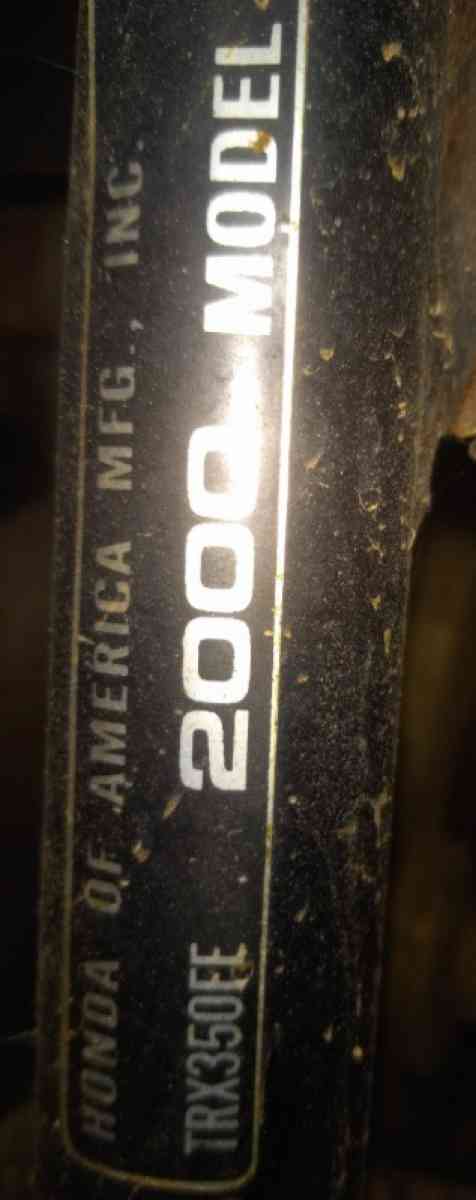 HONDA OF AMERICA MFG., INC.
TRX350FE 2000 MODEL